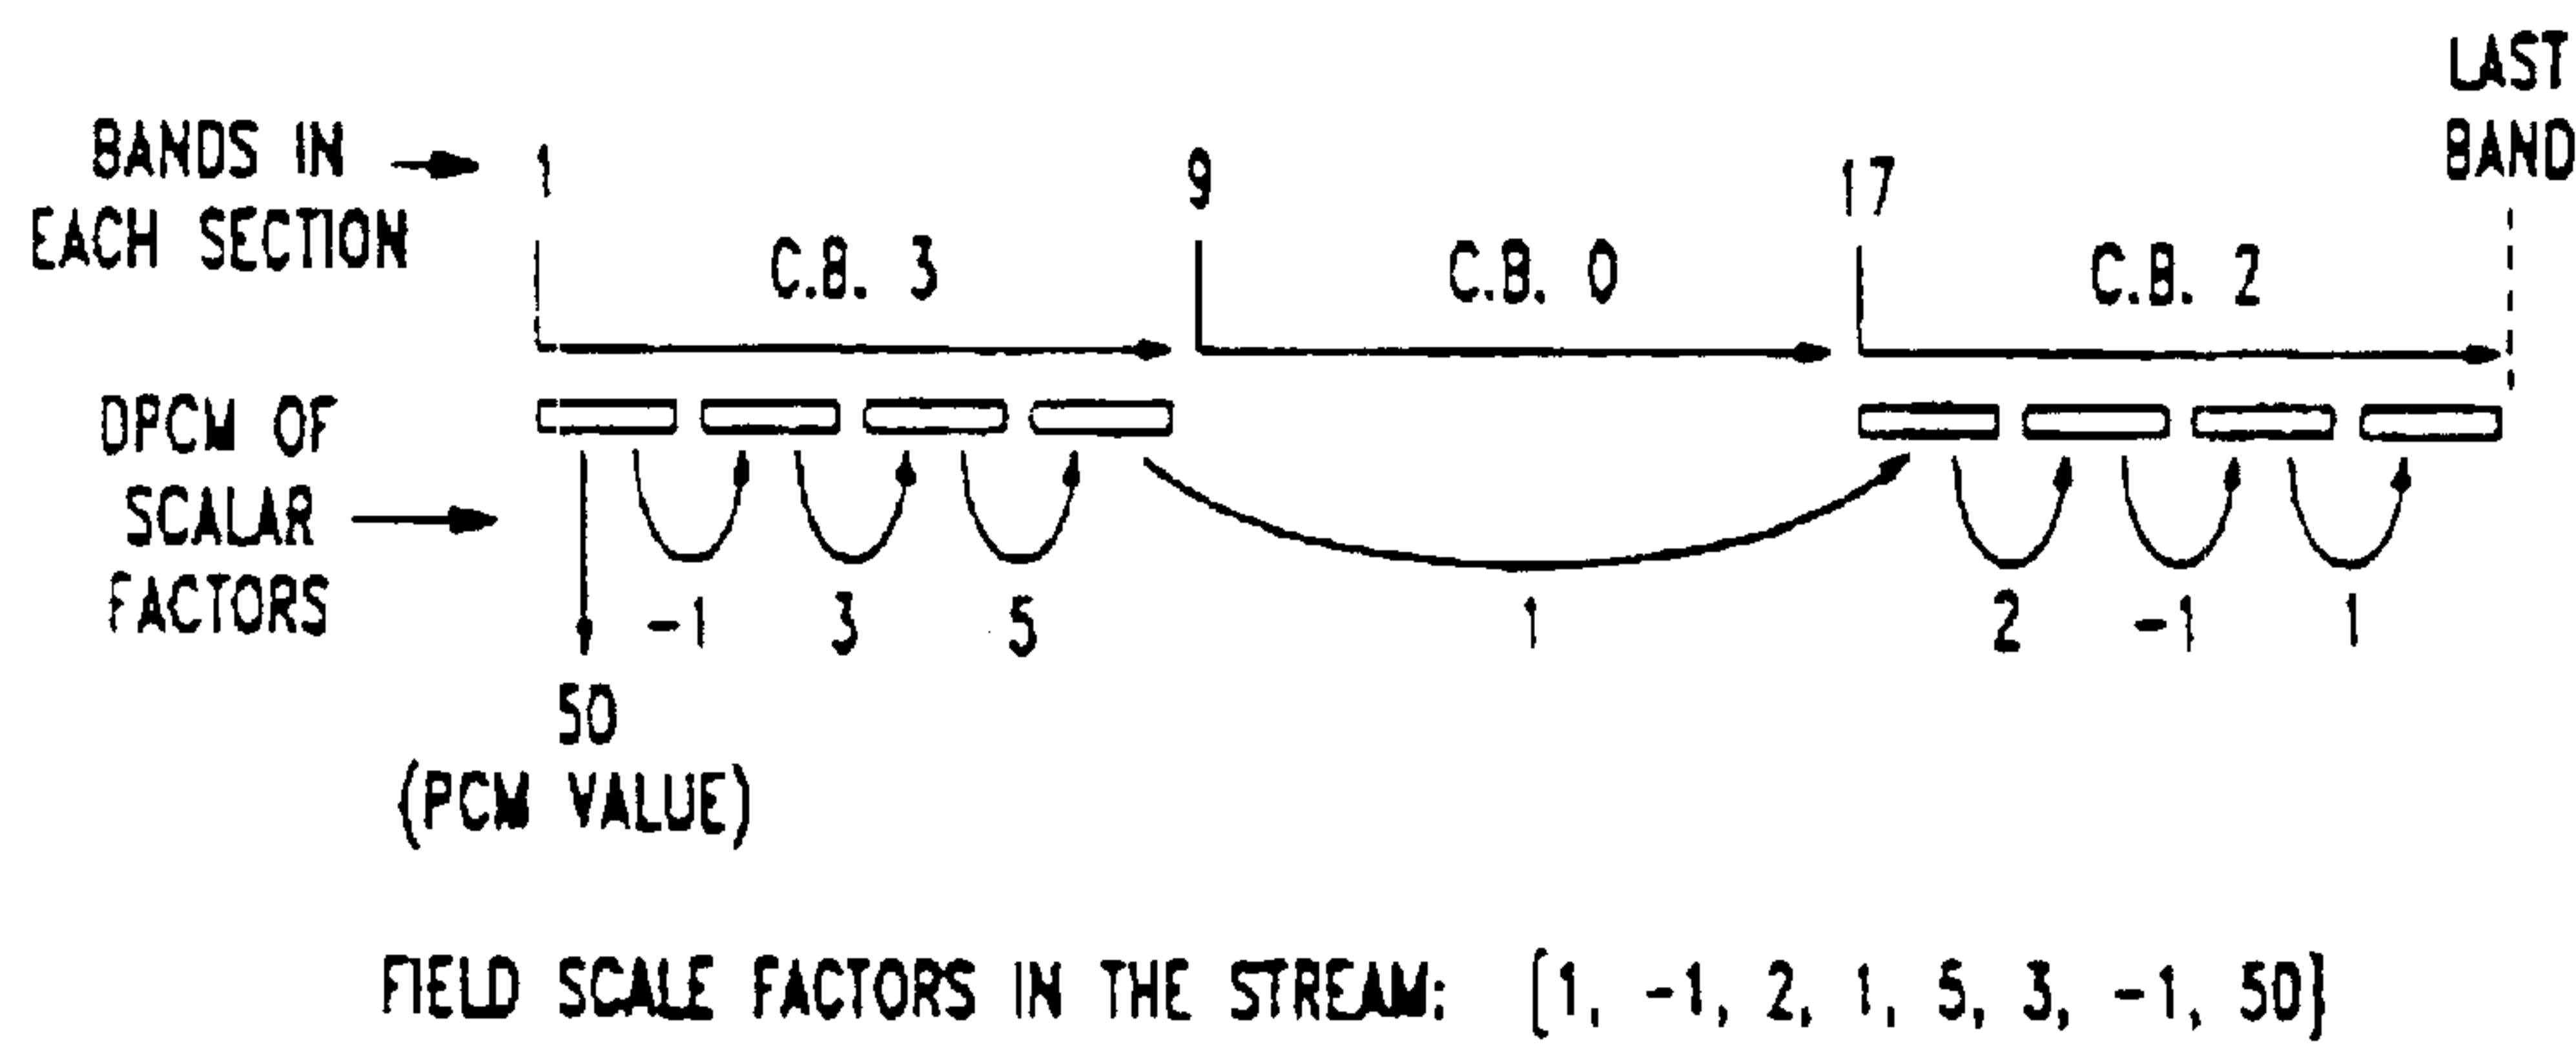 BANDS IN
EACH SECTION
1
9
17
LAST
BAND
C.B. 3
C.B. 0
C.B. 2
DPCM OF
SCALAR
FACTORS
-1
3
5
1
2
-1
1
50
(PCM VALUE)
FIELD SCALE FACTORS IN THE STREAM: [1, -1, 2, 1, 5, 3, -1, 50}